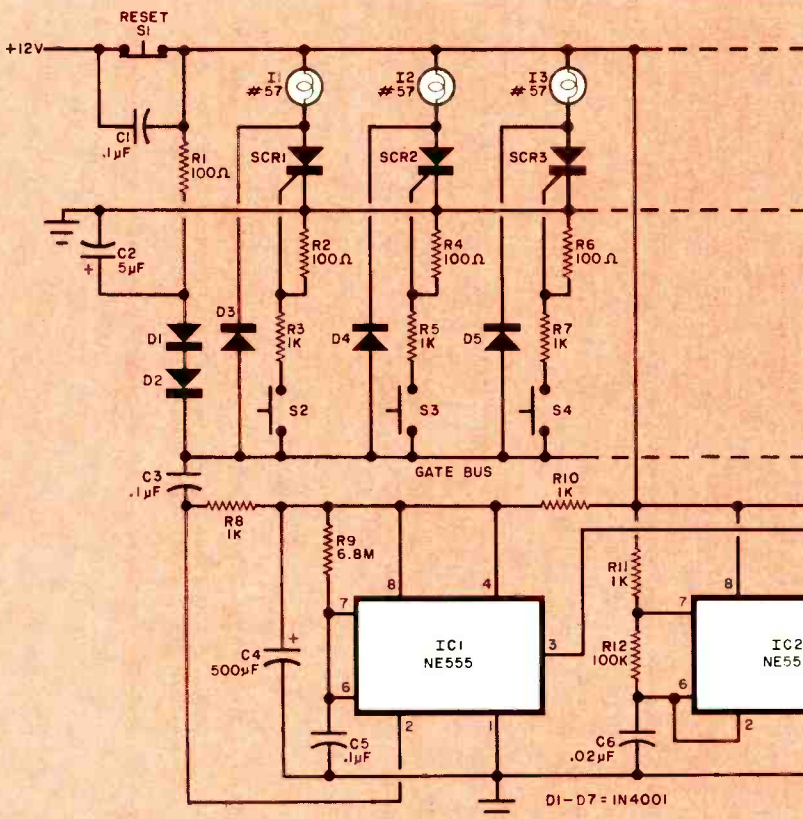 RESET
S1
+12V
I1
#57
I2
#57
I3
#57
C1
.1µF
R1
100Ω
SCR1
SCR2
SCR3
C2
5µF
+
R2
100Ω
R4
100Ω
R6
100Ω
D3
D1
R3
1K
D4
R5
1K
D5
R7
1K
D2
S2
S3
S4
GATE BUS
C3
.1µF
R8
1K
R10
1K
R9
6.8M
8
4
R11
1K
8
7
7
C4
500µF
+
IC1
NE555
3
R12
100K
IC2
NE55
6
6
2
1
2
C5
.1µF
C6
.02µF
D1-D7=1N4001